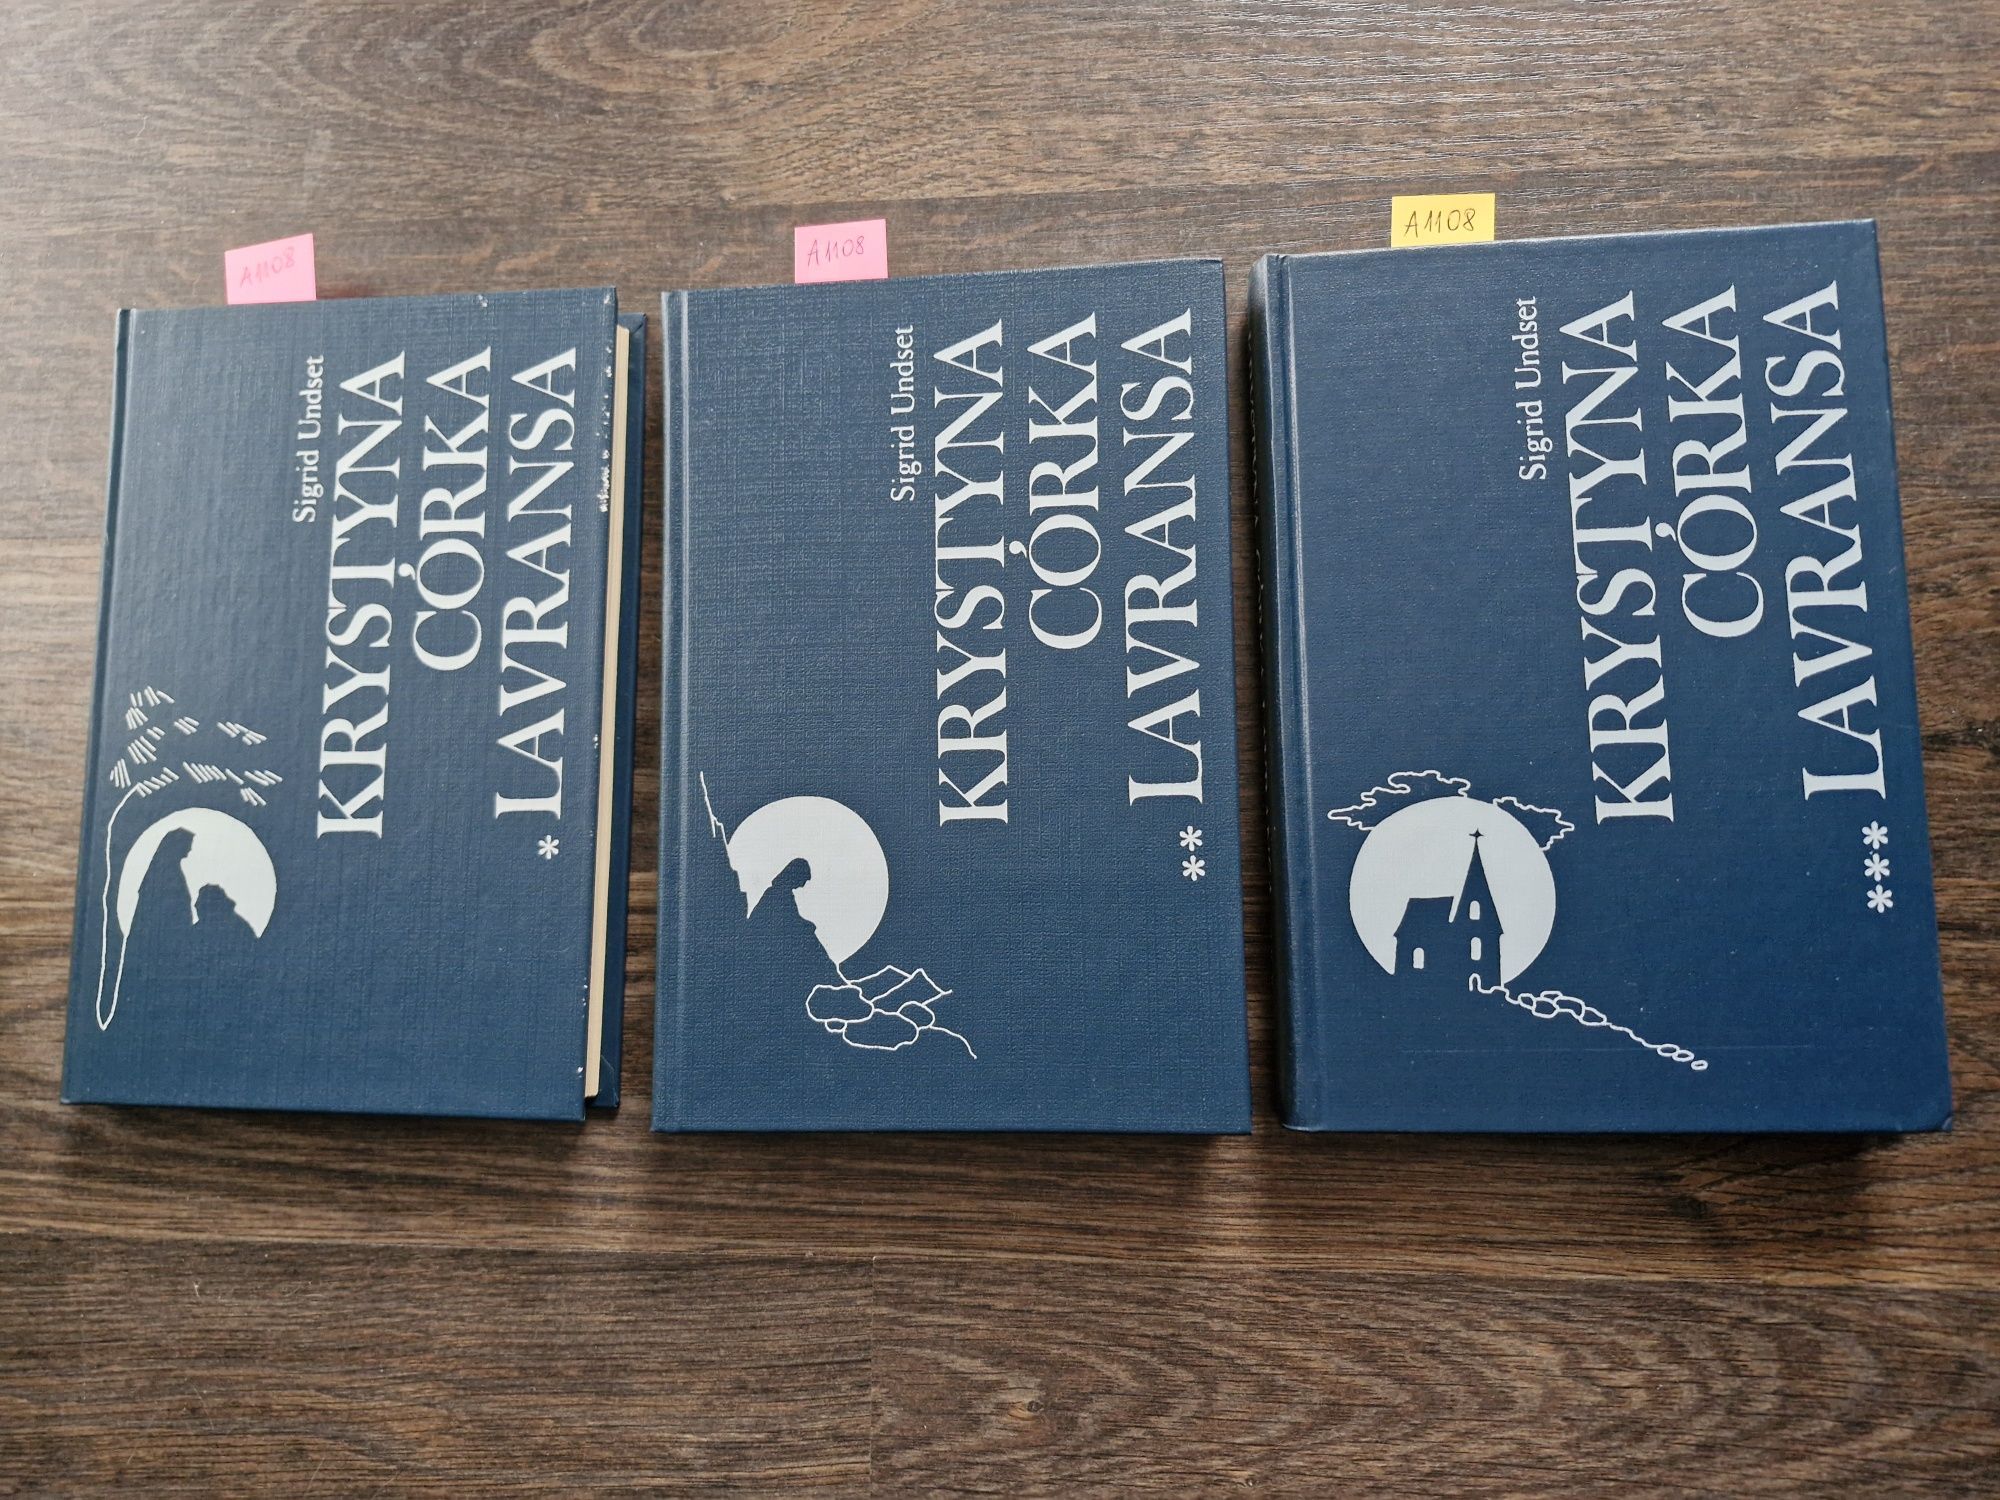 A1108
Sigrid Undset
KRYSTYNA
CÓRKA
LAVRANSA
*
A1108
Sigrid Undset
KRYSTYNA
CÓRKA
LAVRANSA
**
A1108
Sigrid Undset
KRYSTYNA
CÓRKA
LAVRANSA
***